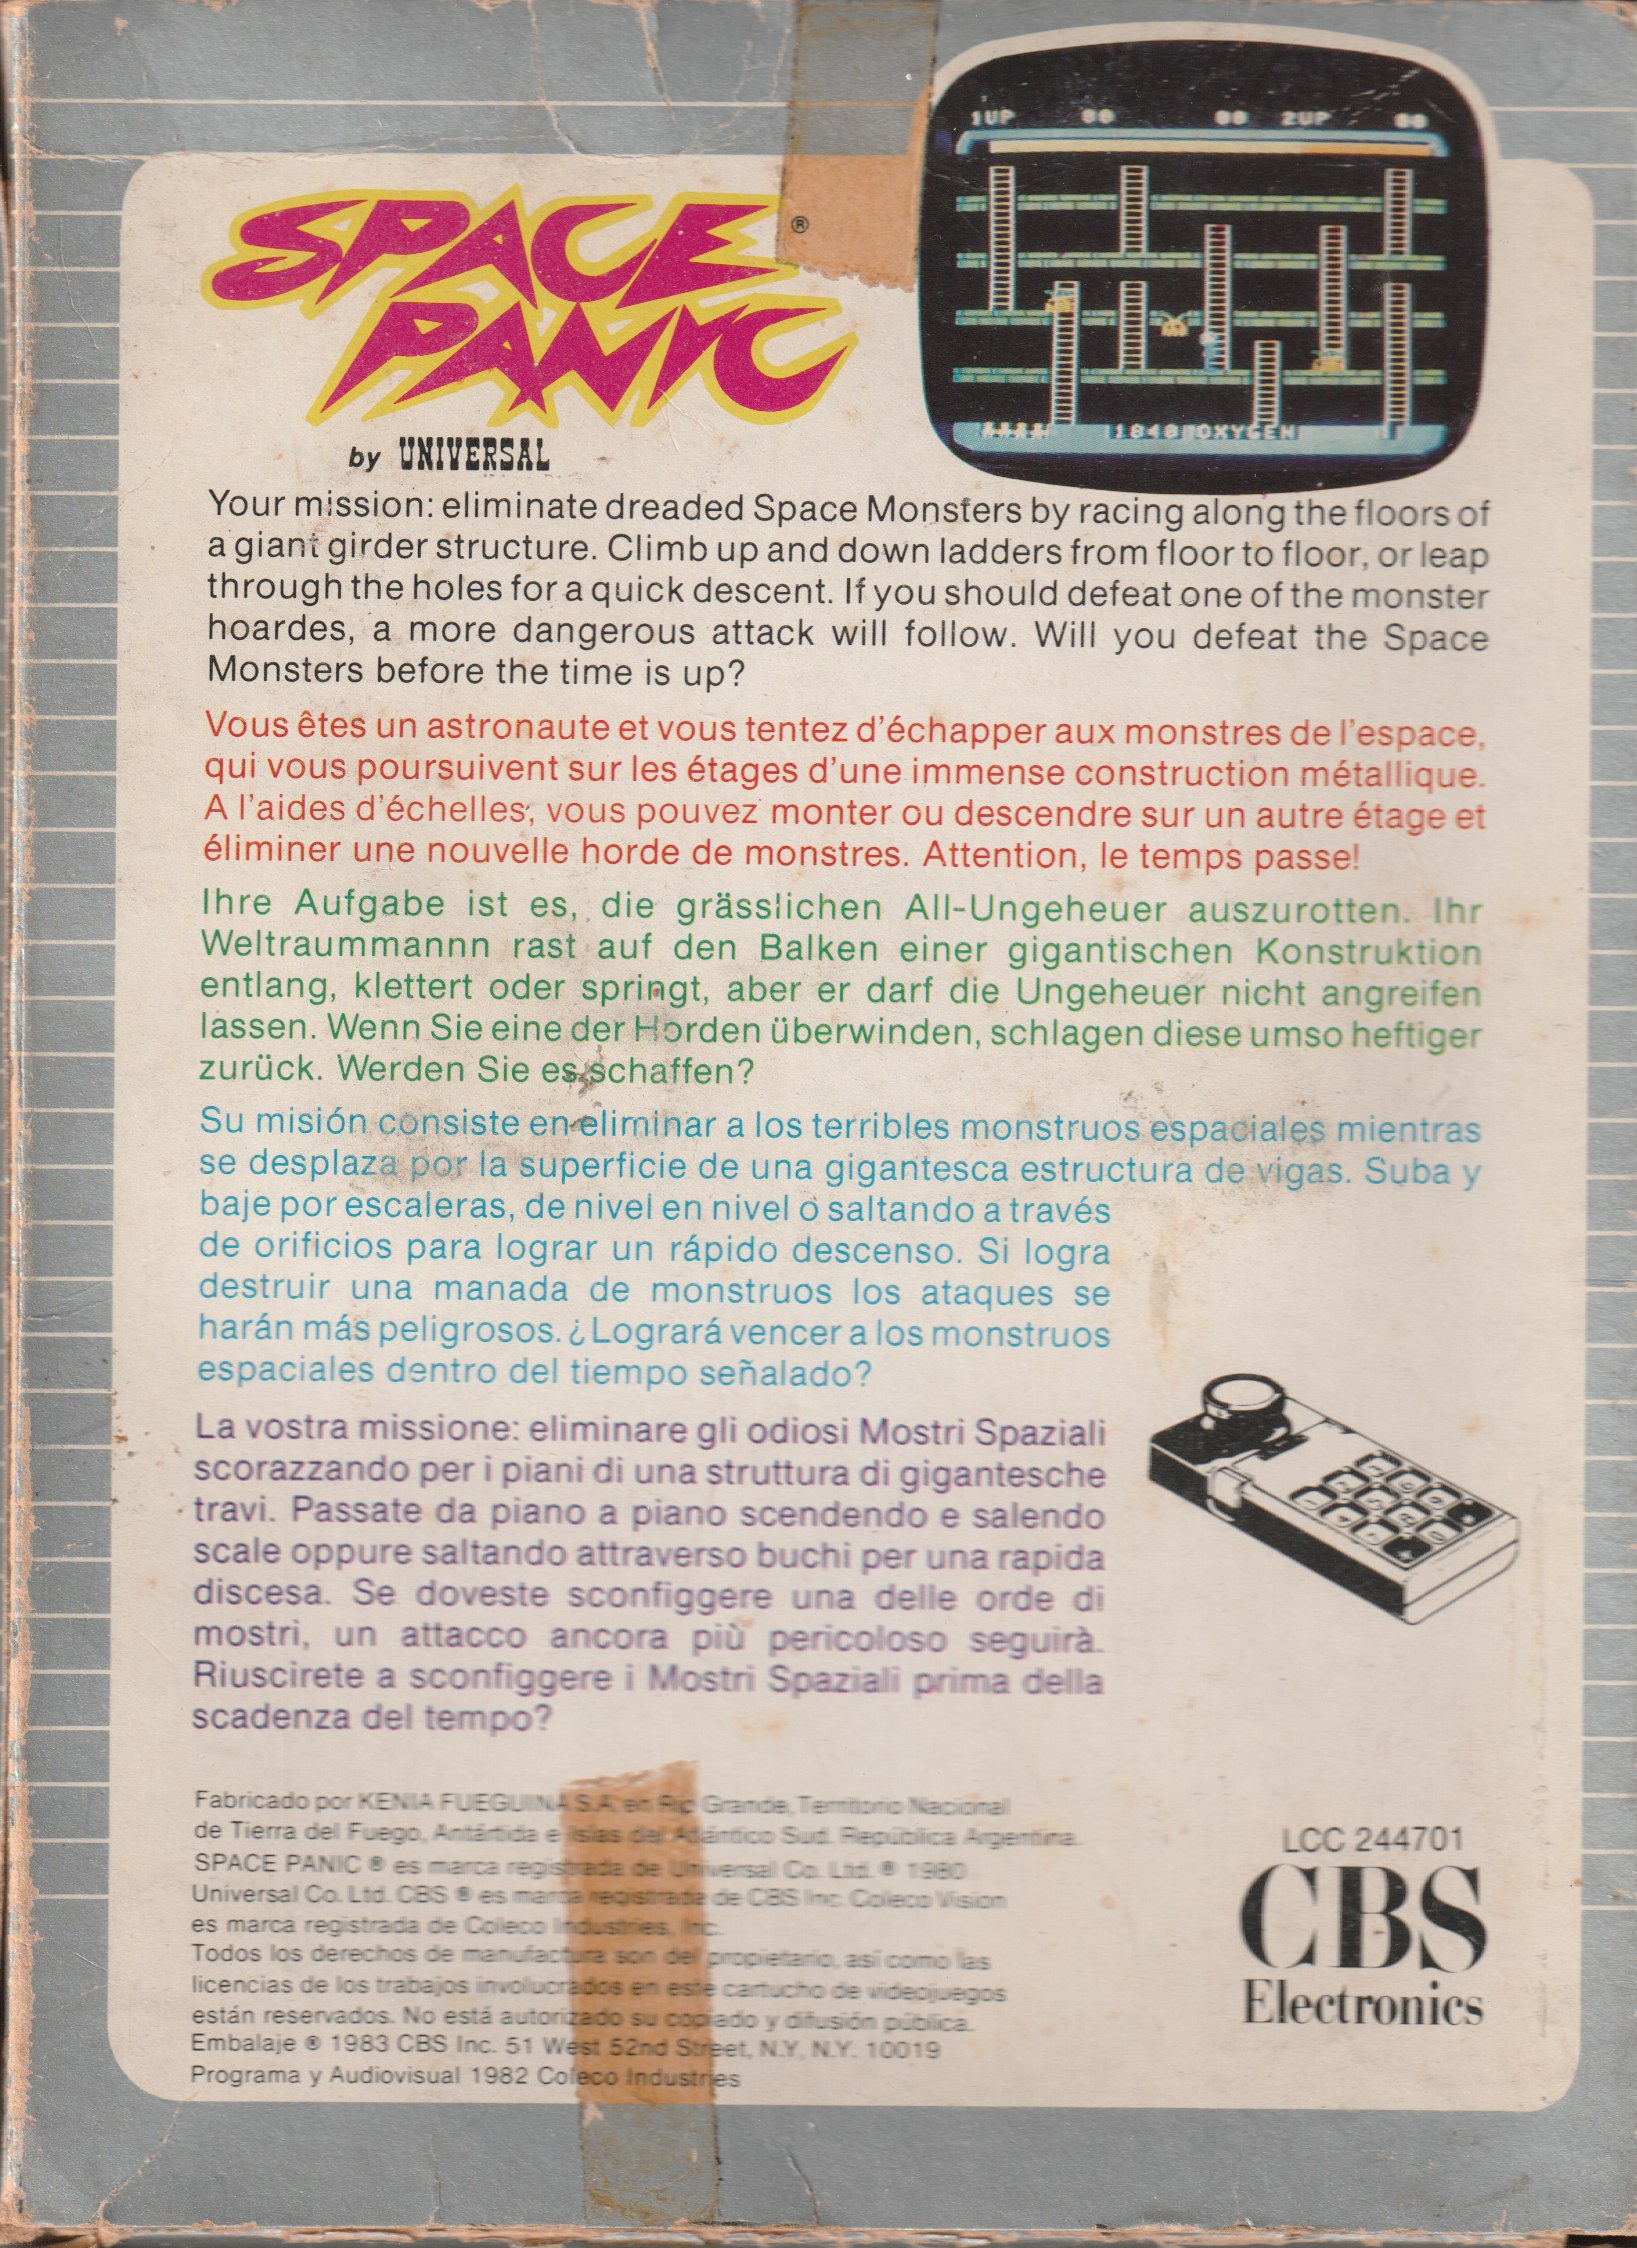 1UP 00 00 2UP 00
SPACE
PANIC ®
by UNIVERSAL
1840 OXYGEN
Your mission: eliminate dreaded Space Monsters by racing along the floors of
a giant girder structure. Climb up and down ladders from floor to floor, or leap
through the holes for a quick descent. If you should defeat one of the monster
hoardes, a more dangerous attack will follow. Will you defeat the Space
Monsters before the time is up?
Vous êtes un astronaute et vous tentez d'échapper aux monstres de l'espace,
qui vous poursuivent sur les étages d'une immense construction métallique.
A l'aides d'échelles, vous pouvez monter ou descendre sur un autre étage et
éliminer une nouvelle horde de monstres. Attention, le temps passe!
Ihre Aufgabe ist es, die grässlichen All-Ungeheuer auszurotten. Ihr
Weltraummannn rast auf den Balken einer gigantischen Konstruktion
entlang, klettert oder springt, aber er darf die Ungeheuer nicht angreifen
lassen. Wenn Sie eine der Horden überwinden, schlagen diese umso heftiger
zurück. Werden Sie es schaffen?
Su misión consiste en eliminar a los terribles monstruos espaciales mientras
se desplaza por la superficie de una gigantesca estructura de vigas. Suba y
baje por escaleras, de nivel en nivel o saltando a través
de orificios para lograr un rápido descenso. Si logra
destruir una manada de monstruos los ataques se
harán más peligrosos. ¿Logrará vencer a los monstruos
espaciales dentro del tiempo señalado?
La vostra missione: eliminare gli odiosi Mostri Spaziali
scorazzando per i piani di una struttura di gigantesche
travi. Passate da piano a piano scendendo e salendo
scale oppure saltando attraverso buchi per una rapida
discesa. Se doveste sconfiggere una delle orde di
mostri, un attacco ancora più pericoloso seguirà.
Riuscirete a sconfiggere i Mostri Spaziali prima della
scadenza del tempo?
Fabricado por KENIA FUEGUINA S.A. en Rio Grande, Territorio Nacional
de Tierra del Fuego, Antártida e Islas del Atlántico Sud. República Argentina.
SPACE PANIC ® es marca registrada de Universal Co. Ltd. ® 1980
Universal Co. Ltd. CBS ® es marca registrada de CBS Inc. Coleco Vision
es marca registrada de Coleco Industries, Inc.
Todos los derechos de manufactura son del propietario, así como las
licencias de los trabajos involucrados en este cartucho de videojuegos
están reservados. No está autorizado su copiado y difusión pública.
Embalaje ® 1983 CBS Inc. 51 West 52nd Street, N.Y. N.Y. 10019
Programa y Audiovisual 1982 Coleco Industries
LCC 244701
CBS
Electronics